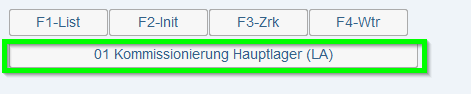 F1-List F2-Init F3-Zrk F4-Wtr
01 Kommissionierung Hauptlager (LA)